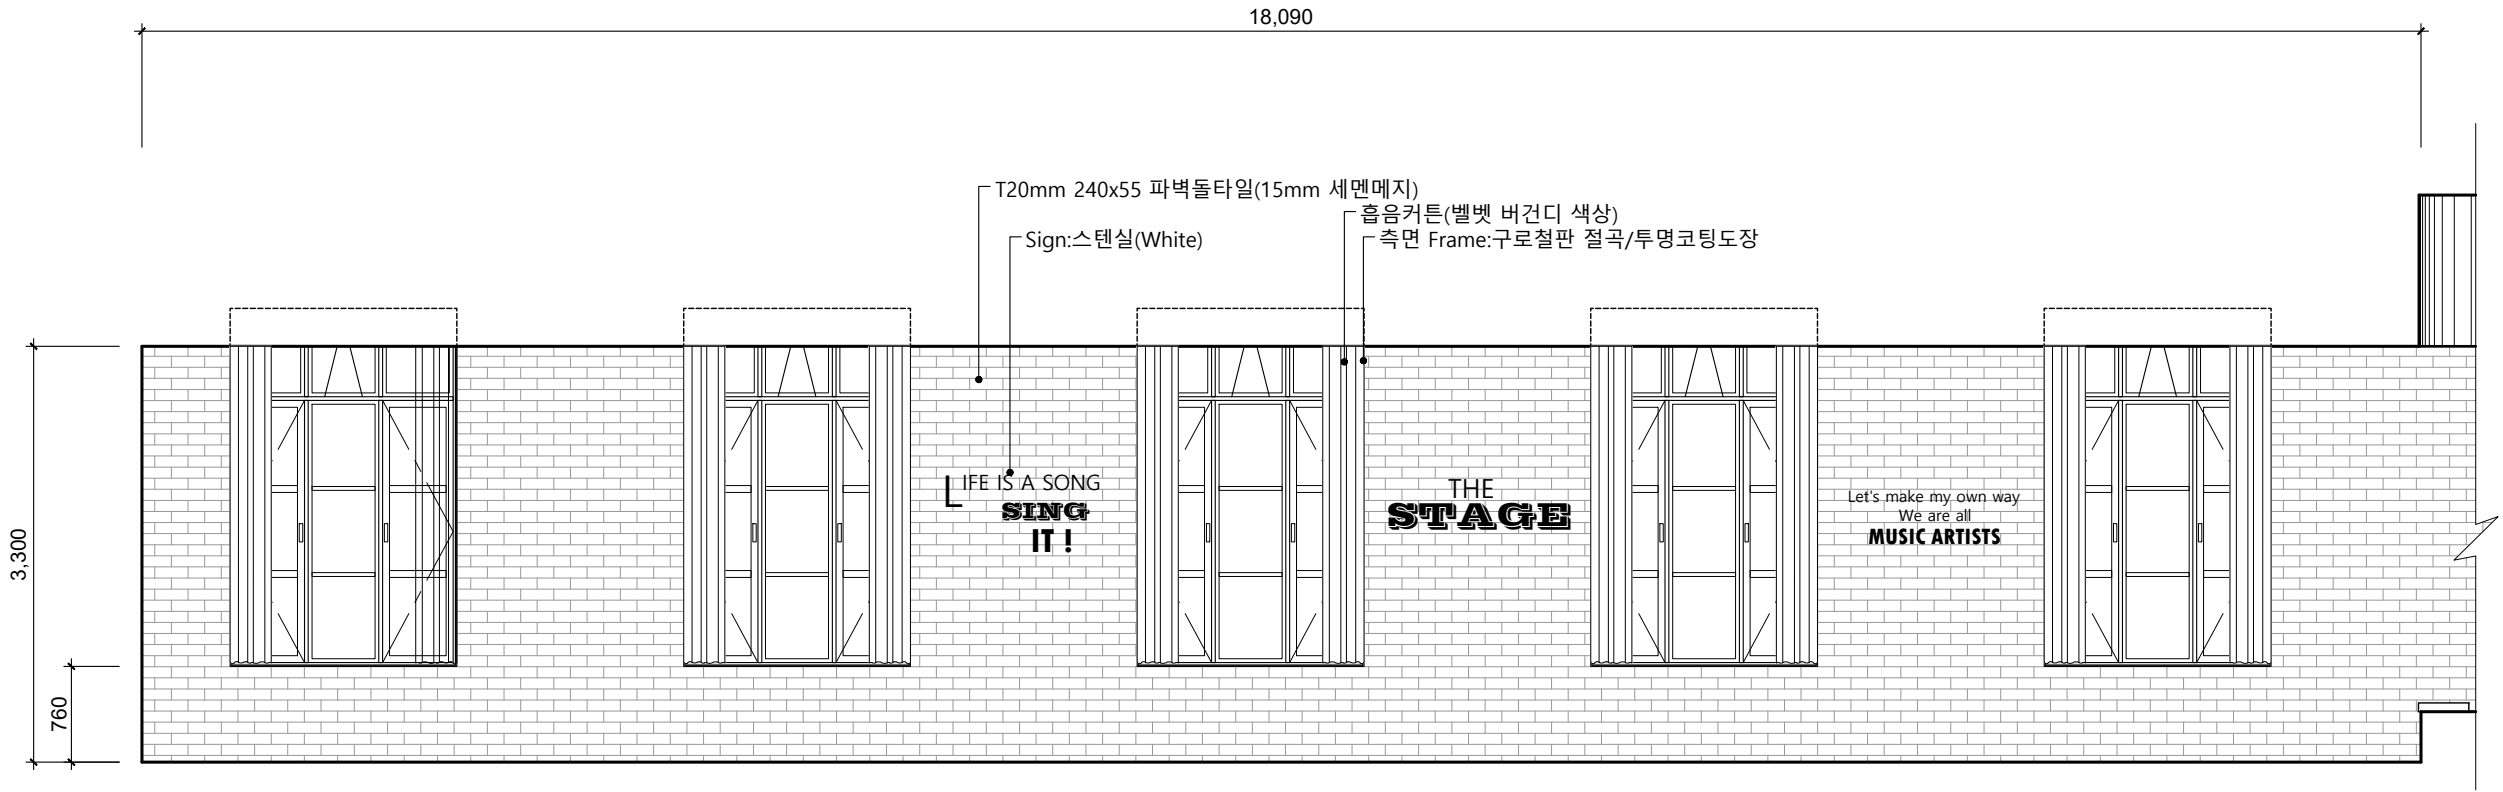 18,090
T20mm 240x55 파벽돌타일(15mm 세멘메지)
흡음커튼(벨벳 버건디 색상)
Sign:스텐실(White)
측면 Frame:구로철판 절곡/투명코팅도장
3,300
760
LIFE IS A SONG
SING
IT !
THE
STAGE
Let's make my own way
We are all
MUSIC ARTISTS